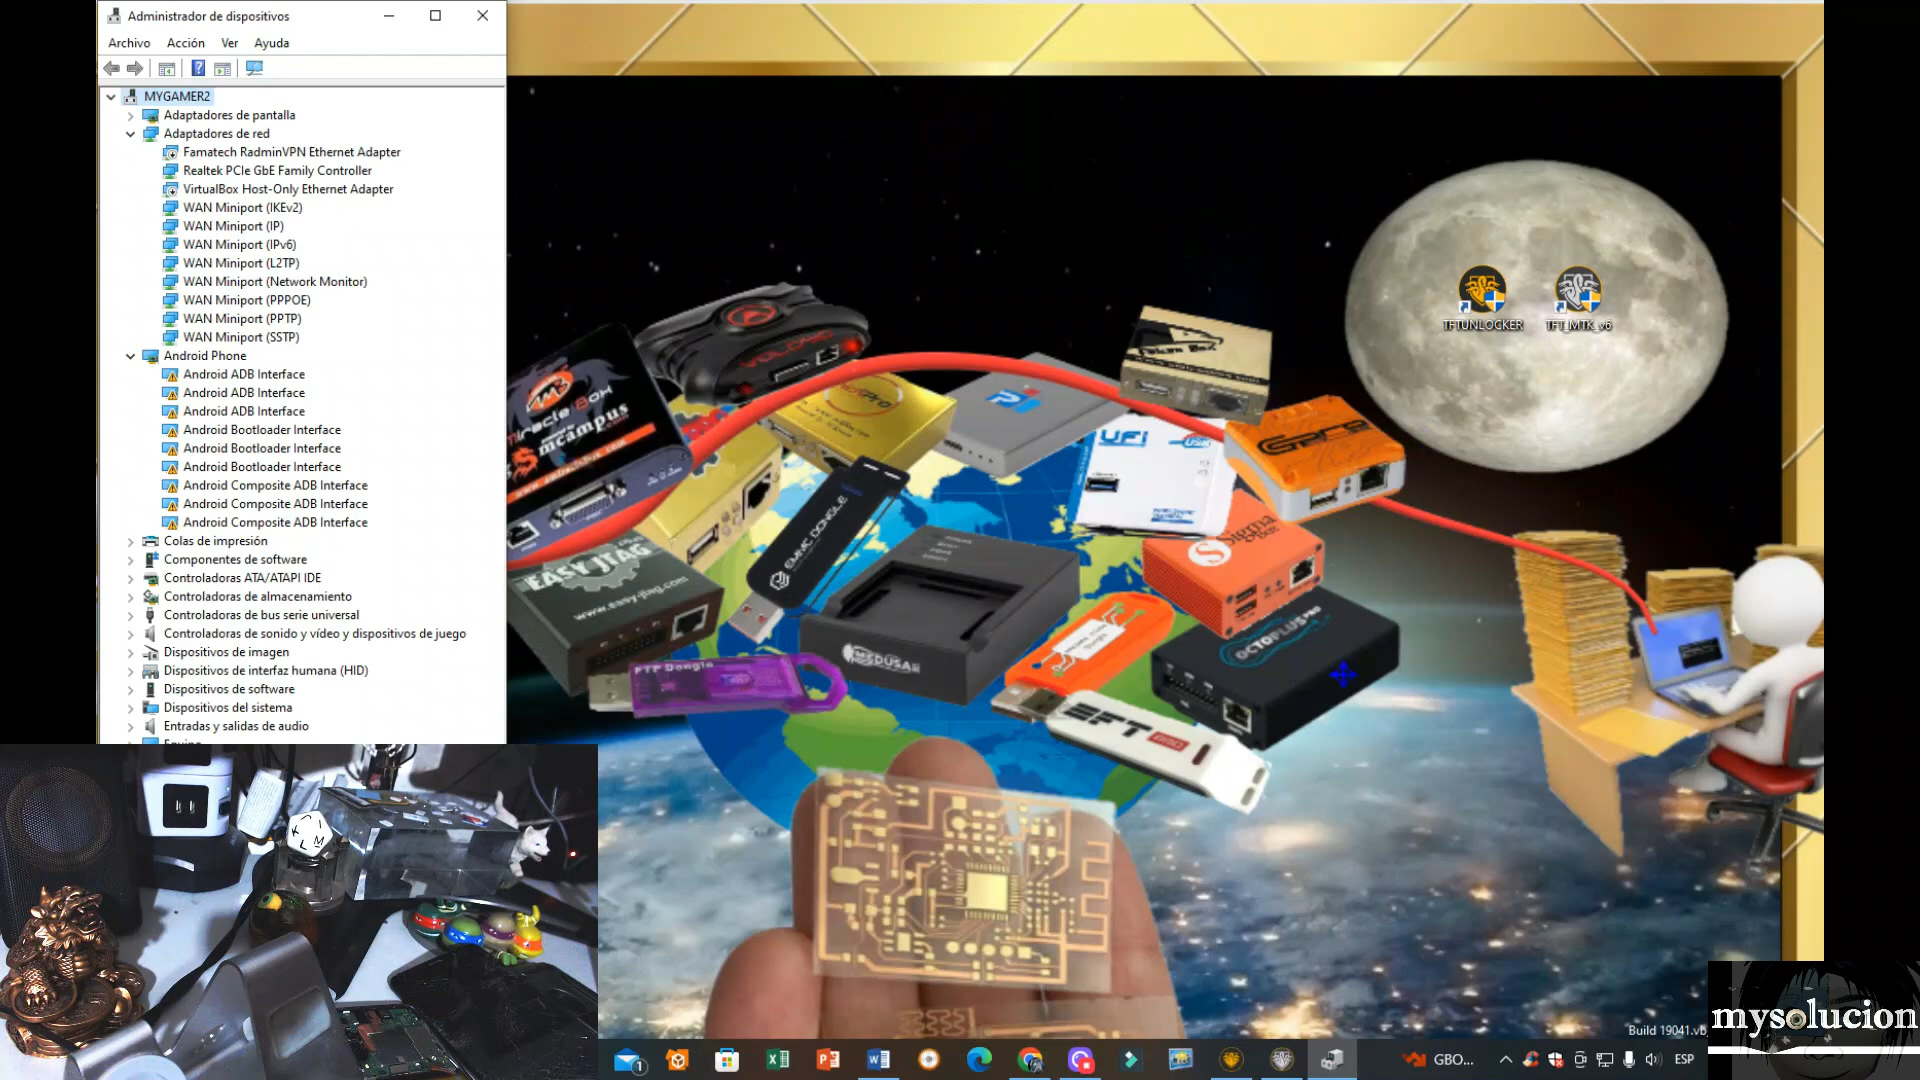 Administrador de dispositivos
Archivo Acción Ver Ayuda
MYGAMER2
Adaptadores de pantalla
Adaptadores de red
Famatech RadminVPN Ethernet Adapter
Realtek PCIe GbE Family Controller
VirtualBox Host-Only Ethernet Adapter
WAN Miniport (IKEv2)
WAN Miniport (IP)
WAN Miniport (IPv6)
WAN Miniport (L2TP)
WAN Miniport (Network Monitor)
WAN Miniport (PPPOE)
WAN Miniport (PPTP)
WAN Miniport (SSTP)
Android Phone
Android ADB Interface
Android ADB Interface
Android ADB Interface
Android Bootloader Interface
Android Bootloader Interface
Android Bootloader Interface
Android Composite ADB Interface
Android Composite ADB Interface
Android Composite ADB Interface
Colas de impresión
Componentes de software
Controladoras ATA/ATAPI IDE
Controladoras de almacenamiento
Controladoras de bus serie universal
Controladoras de sonido y vídeo y dispositivos de juego
Dispositivos de imagen
Dispositivos de interfaz humana (HID)
Dispositivos de software
Dispositivos del sistema
Entradas y salidas de audio
TFTUNLOCKER
TFT_MTK_v6
Miracle Box
mcampus
UFi
Gpro
Sigma
EASY JTAG
www.easy-jtag.com
EMMC DONGLE
MEDUSA
FTP Dongle
OCTOPLUS PRO
EFT
Build 19041.vb
mysolucion
GBO...
ESP
1